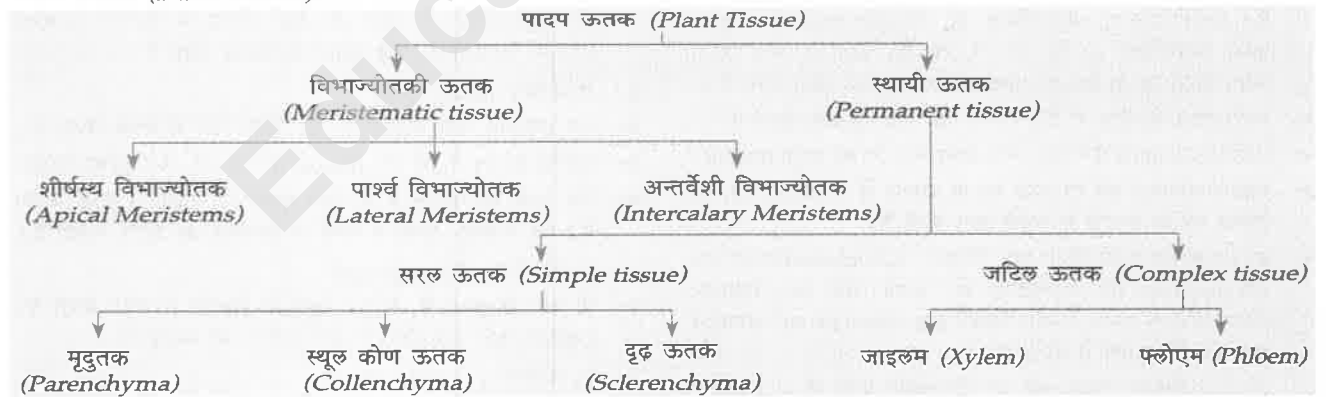 पादप ऊतक (Plant Tissue)
विभाज्योतकी ऊतक
(Meristematic tissue)
स्थायी ऊतक
(Permanent tissue)
शीर्षस्थ विभाज्योतक
(Apical Meristems)
पार्श्व विभाज्योतक
(Lateral Meristems)
अन्तर्वेशी विभाज्योतक
(Intercalary Meristems)
सरल ऊतक (Simple tissue)
जटिल ऊतक (Complex tissue)
मृदुतक
(Parenchyma)
स्थूल कोण ऊतक
(Collenchyma)
दृढ़ ऊतक
(Sclerenchyma)
जाइलम (Xylem)
फ्लोएम (Phloem)
Educ